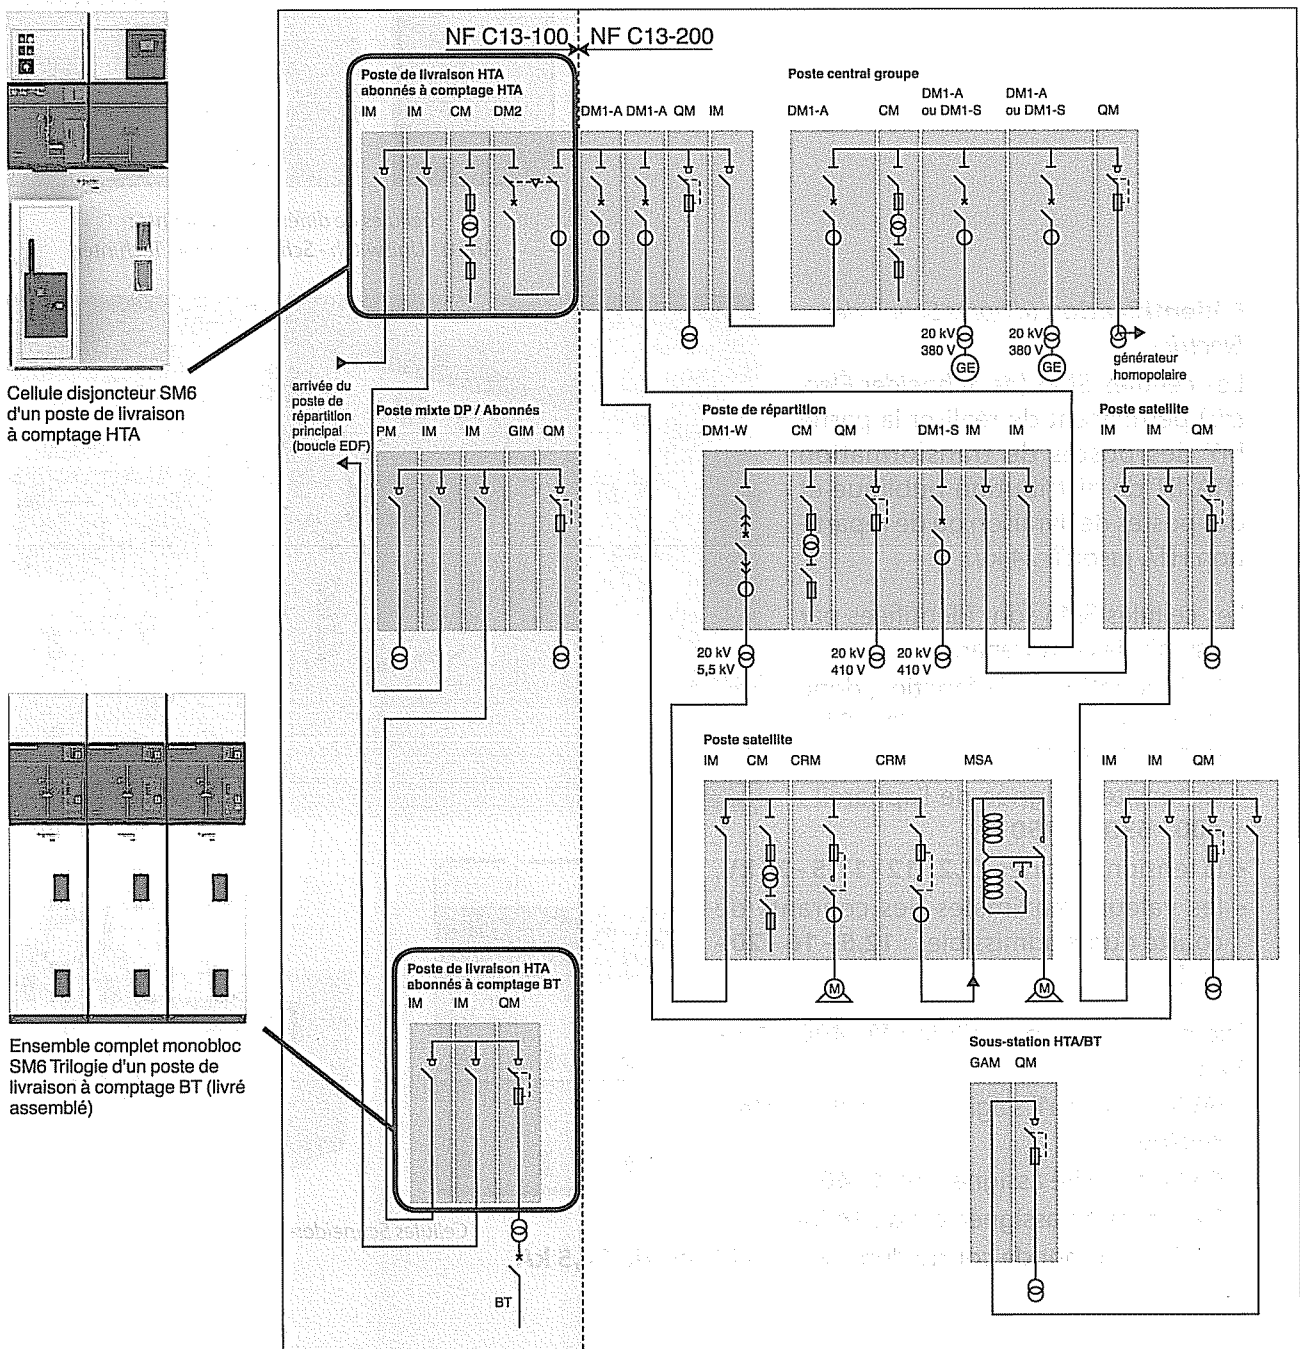 NF C13-100 NF C13-200
Poste de livraison HTA
abonnés à comptage HTA
IM IM CM DM2
DM1-A DM1-A QM IM
Poste central groupe
DM1-A CM DM1-A
ou DM1-S DM1-A
ou DM1-S QM
20 kV
380 V
GE
20 kV
380 V
GE
générateur
homopolaire
Cellule disjoncteur SM6
d'un poste de livraison
à comptage HTA
arrivée du
poste de
répartition
principal
(boucle EDF)
Poste mixte DP / Abonnés
PM IM IM GIM QM
Poste de répartition
DM1-W CM QM DM1-S IM IM
Poste satellite
IM IM QM
20 kV
5,5 kV
20 kV
410 V
20 kV
410 V
Poste satellite
IM CM CRM CRM MSA
IM IM QM
M
M
Poste de livraison HTA
abonnés à comptage BT
IM IM QM
BT
Ensemble complet monobloc
SM6 Trilogie d'un poste de
livraison à comptage BT (livré
assemblé)
Sous-station HTA/BT
GAM QM